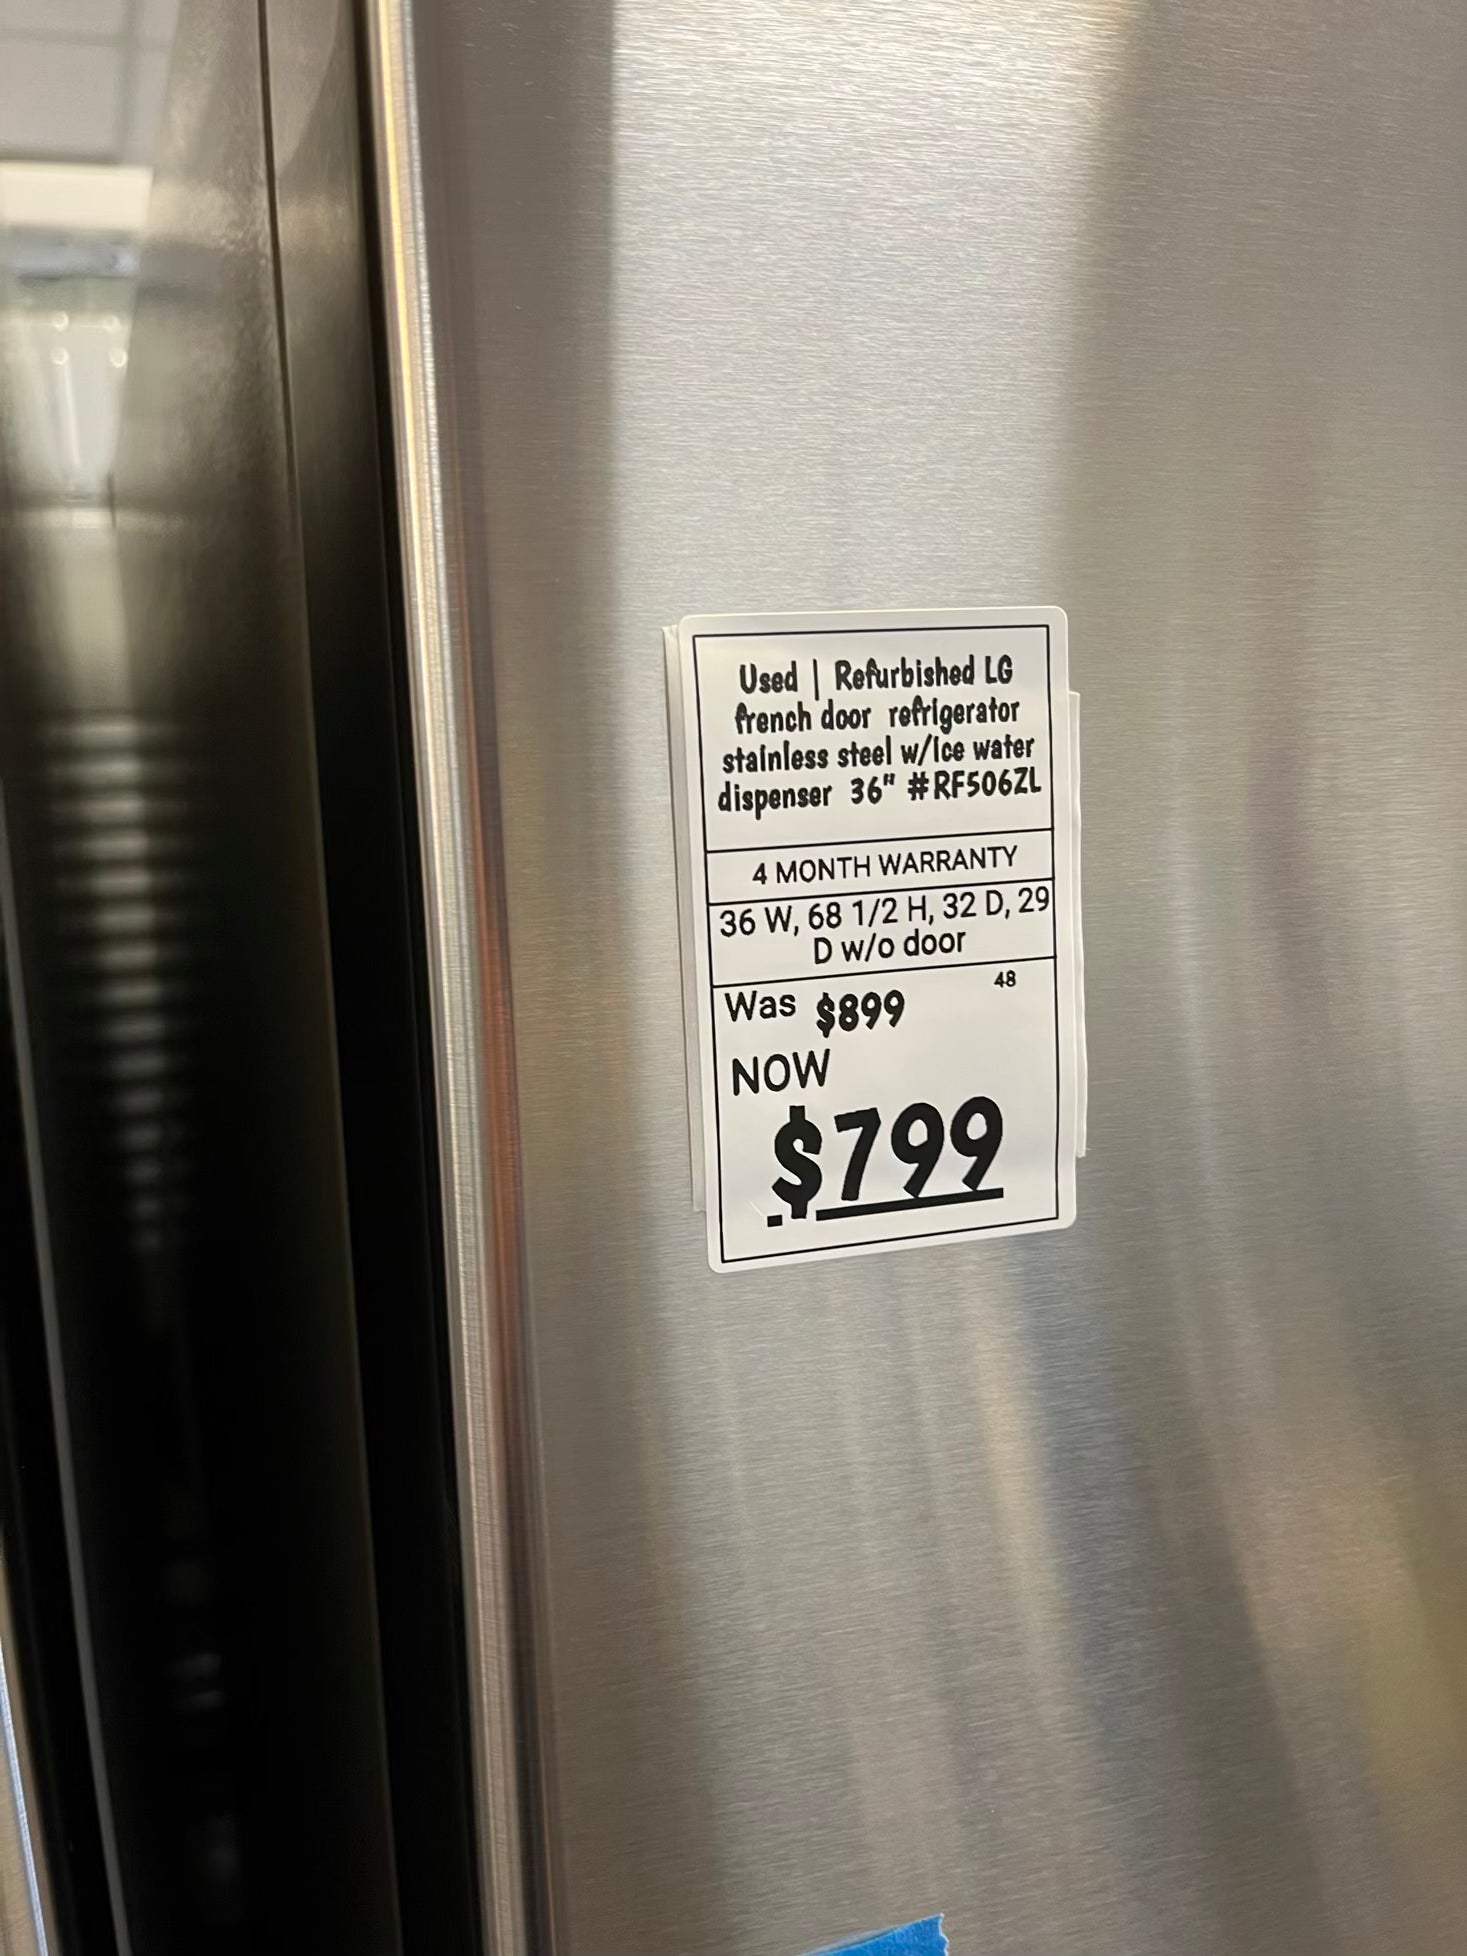 Used | Refurbished LG
french door refrigerator
stainless steel w/ice water
dispenser 36" #RF506ZL
4 MONTH WARRANTY
36 W, 68 1/2 H, 32 D, 29
D w/o door
48
Was $899
NOW
$799